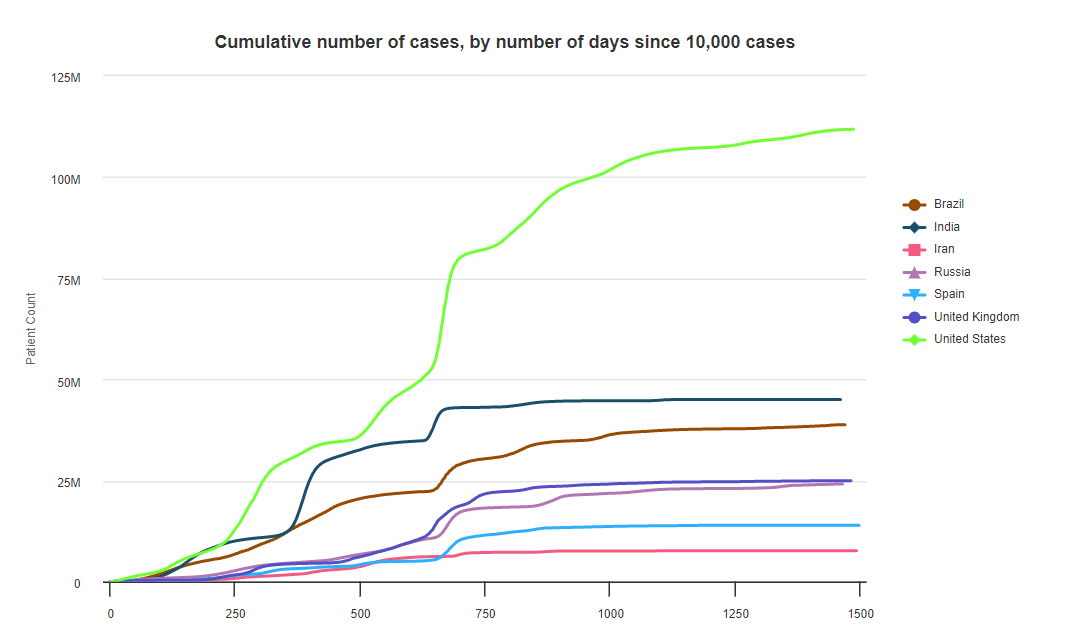 Cumulative number of cases, by number of days since 10,000 cases
125M
100M
75M
50M
25M
0
Patient Count
0
250
500
750
1000
1250
1500
Brazil
India
Iran
Russia
Spain
United Kingdom
United States